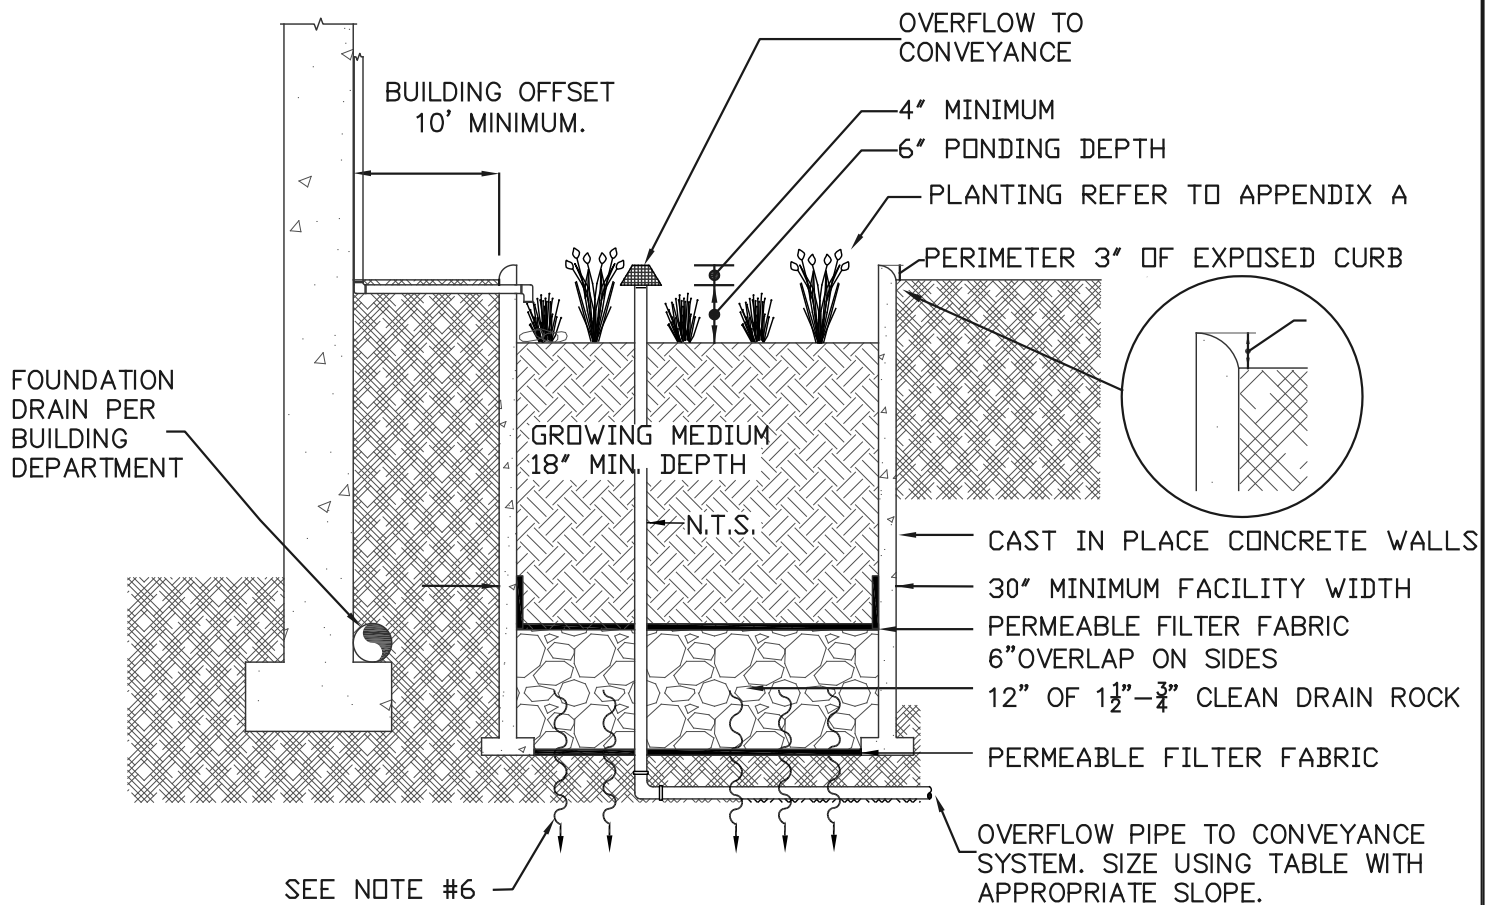 OVERFLOW TO
CONVEYANCE
BUILDING OFFSET
10' MINIMUM.
4" MINIMUM
6" PONDING DEPTH
PLANTING REFER TO APPENDIX A
PERIMETER 3" OF EXPOSED CURB
FOUNDATION
DRAIN PER
BUILDING
DEPARTMENT
GROWING MEDIUM
18" MIN. DEPTH
N.T.S.
CAST IN PLACE CONCRETE WALLS
30" MINIMUM FACILITY WIDTH
PERMEABLE FILTER FABRIC
6"OVERLAP ON SIDES
12" OF 1½"-¾" CLEAN DRAIN ROCK
PERMEABLE FILTER FABRIC
OVERFLOW PIPE TO CONVEYANCE
SYSTEM. SIZE USING TABLE WITH
APPROPRIATE SLOPE.
SEE NOTE #6